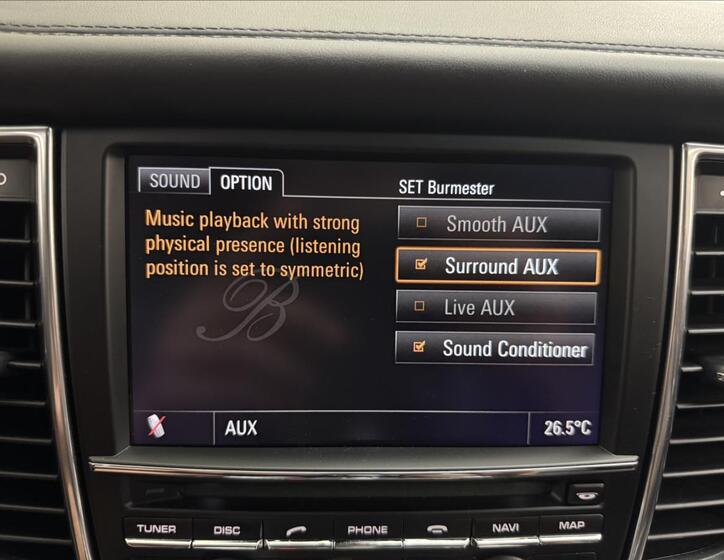 SOUND
OPTION
SET Burmester
Music playback with strong
physical presence (listening
position is set to symmetric)
Smooth AUX
Surround AUX
Live AUX
Sound Conditioner
B
AUX
26.5°C
TUNER
DISC
PHONE
NAVI
MAP